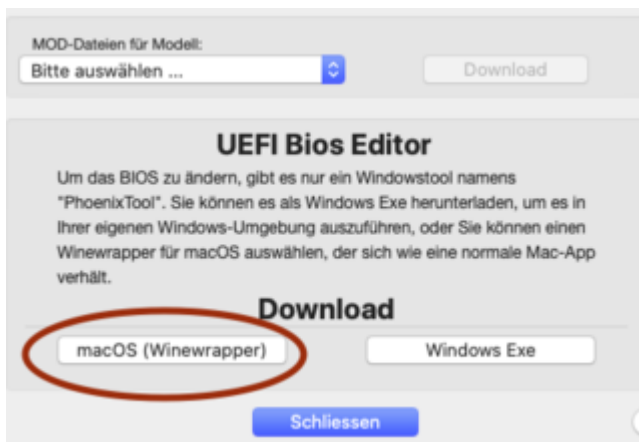 MOD-Dateien für Modell:
Bitte auswählen ...
Download
UEFI Bios Editor
Um das BIOS zu ändern, gibt es nur ein Windowstool namens
"PhoenixTool". Sie können es als Windows Exe herunterladen, um es in
Ihrer eigenen Windows-Umgebung auszuführen, oder Sie können einen
Winewrapper für macOS auswählen, der sich wie eine normale Mac-App
verhält.
Download
macOS (Winewrapper)
Windows Exe
Schliessen